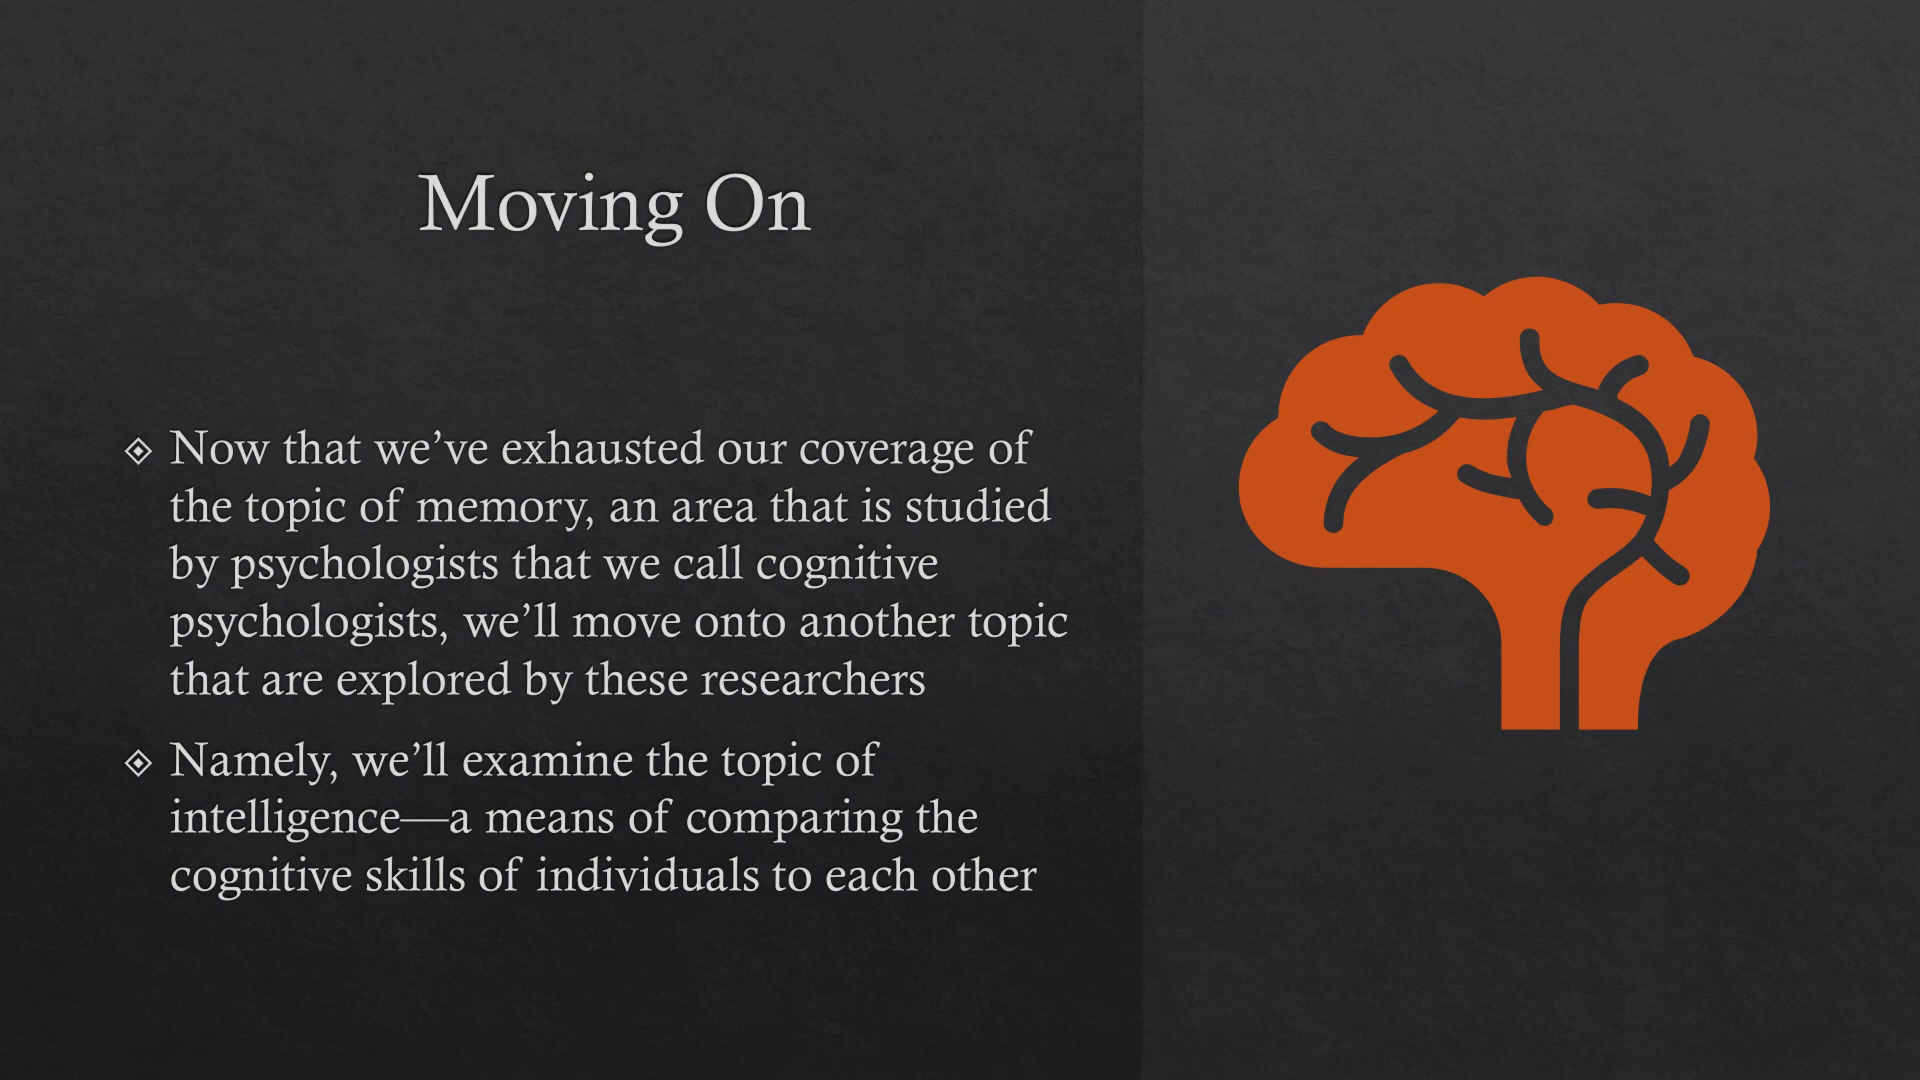 Moving On
Now that we’ve exhausted our coverage of
the topic of memory, an area that is studied
by psychologists that we call cognitive
psychologists, we’ll move onto another topic
that are explored by these researchers
Namely, we’ll examine the topic of
intelligence—a means of comparing the
cognitive skills of individuals to each other